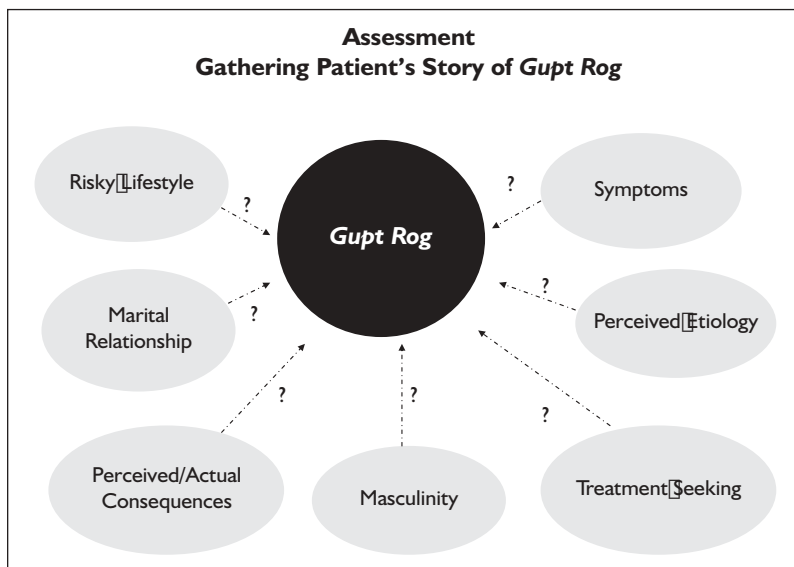 Assessment
Gathering Patient's Story of Gupt Rog
Risky Lifestyle
?
?
Symptoms
Gupt Rog
Marital
Relationship
?
?
Perceived Etiology
?
?
?
Perceived/Actual
Consequences
Masculinity
Treatment Seeking